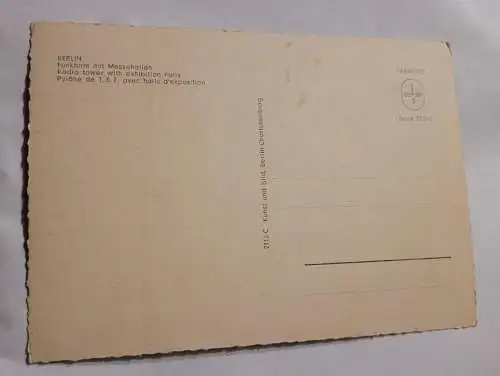 BERLIN
Funkturm mit Messehallen
Radio tower with exhibition halls
Pylône de T.S.F. avec halls d'exposition
2112 C Kunst und Bild, Berlin-Charlottenburg